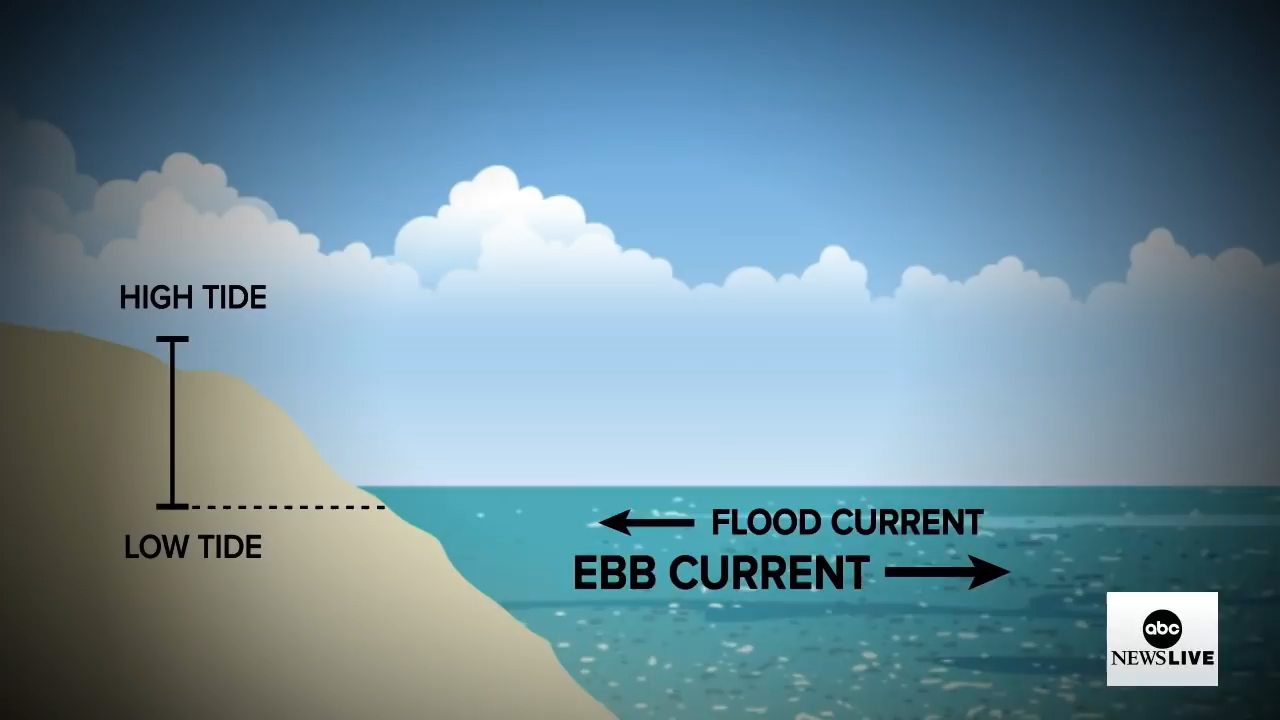 HIGH TIDE
LOW TIDE
FLOOD CURRENT
EBB CURRENT
abc
NEWSLIVE